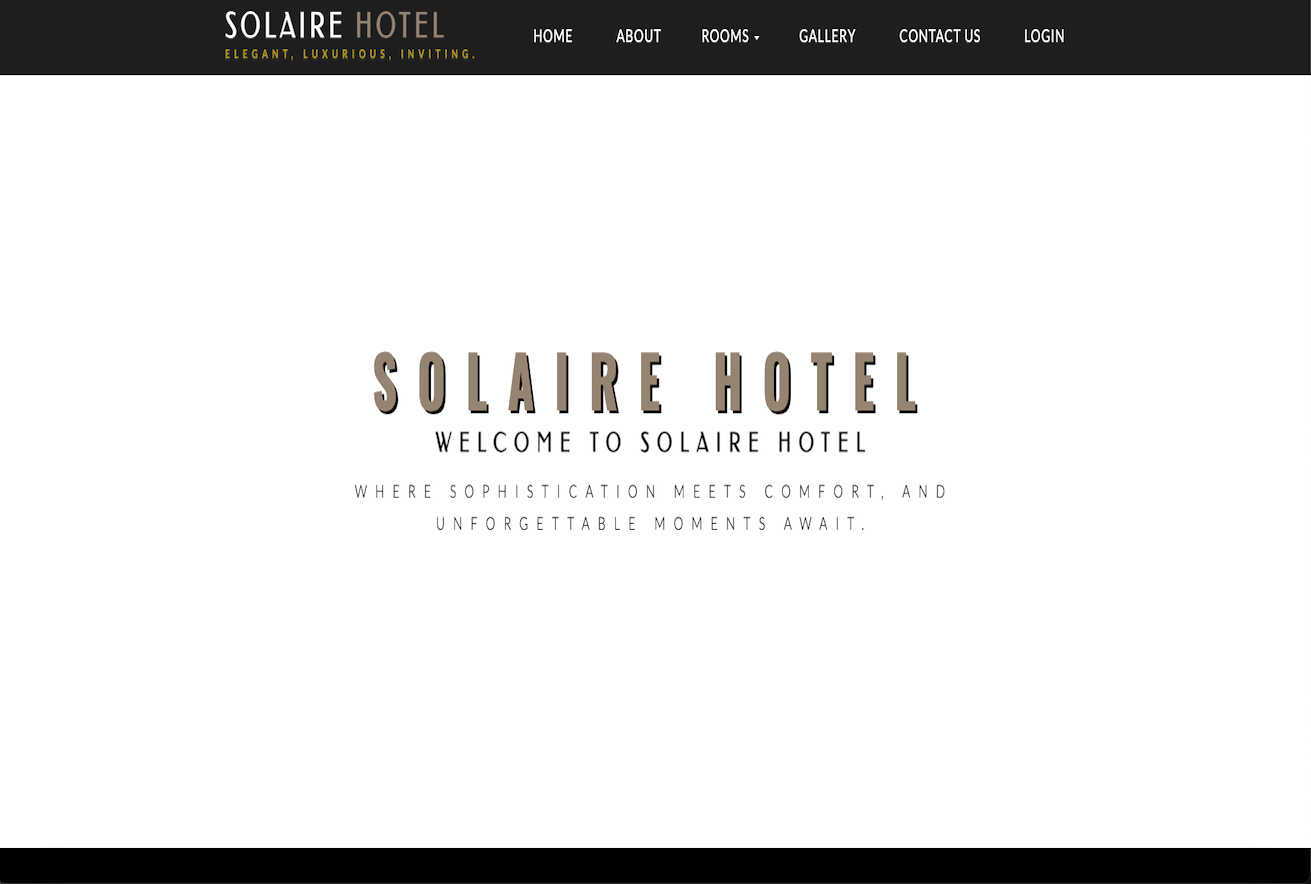 SOLAIRE HOTEL
ELEGANT, LUXURIOUS, INVITING.
HOME ABOUT ROOMS GALLERY CONTACT US LOGIN
SOLAIRE HOTEL
WELCOME TO SOLAIRE HOTEL
WHERE SOPHISTICATION MEETS COMFORT, AND
UNFORGETTABLE MOMENTS AWAIT.